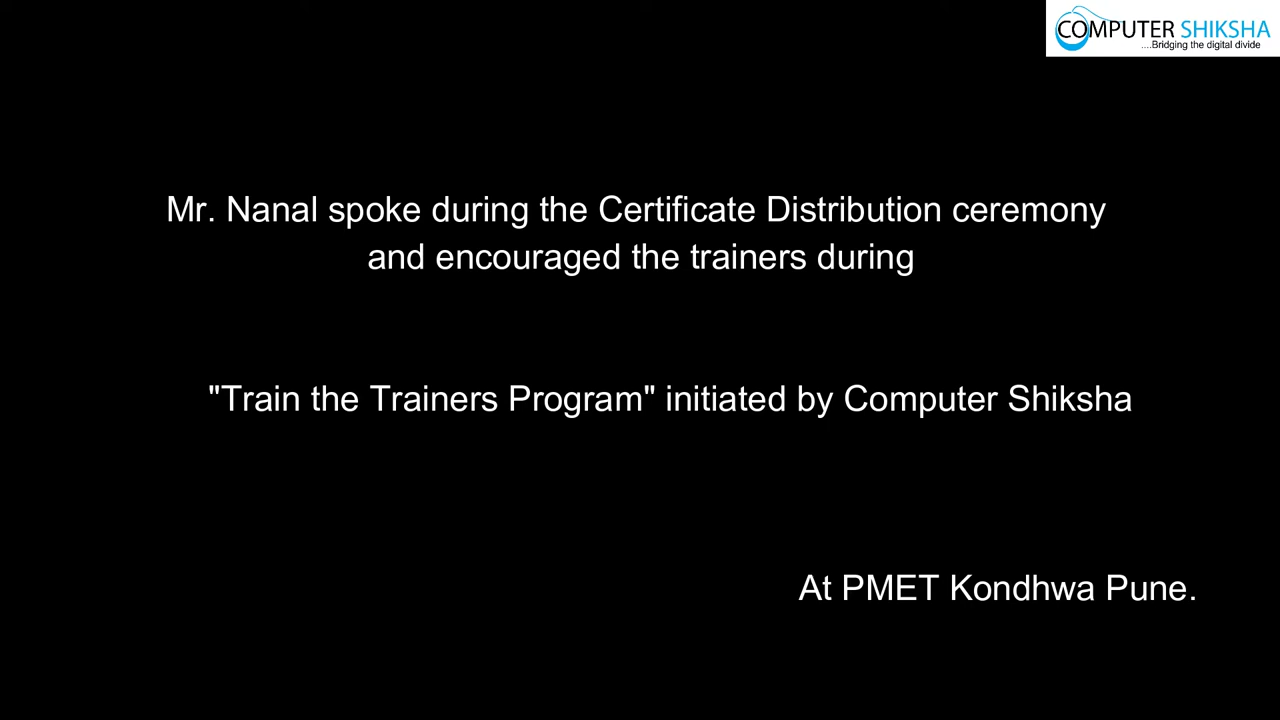 COMPUTER SHIKSHA
....Bridging the digital divide
Mr. Nanal spoke during the Certificate Distribution ceremony
and encouraged the trainers during
"Train the Trainers Program" initiated by Computer Shiksha
At PMET Kondhwa Pune.